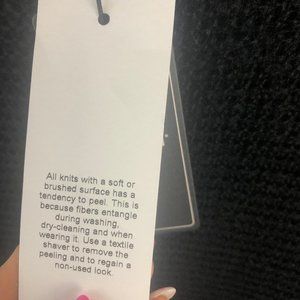 All knits with a soft or
brushed surface has a
tendency to peel. This is
because fibers entangle
during washing,
dry-cleaning and when
wearing it. Use a textile
shaver to remove the
peeling and to regain a
non-used look.